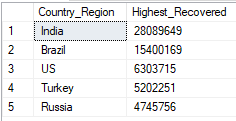 Country_Region Highest_Recovered
1 India 28089649
2 Brazil 15400169
3 US 6303715
4 Turkey 5202251
5 Russia 4745756